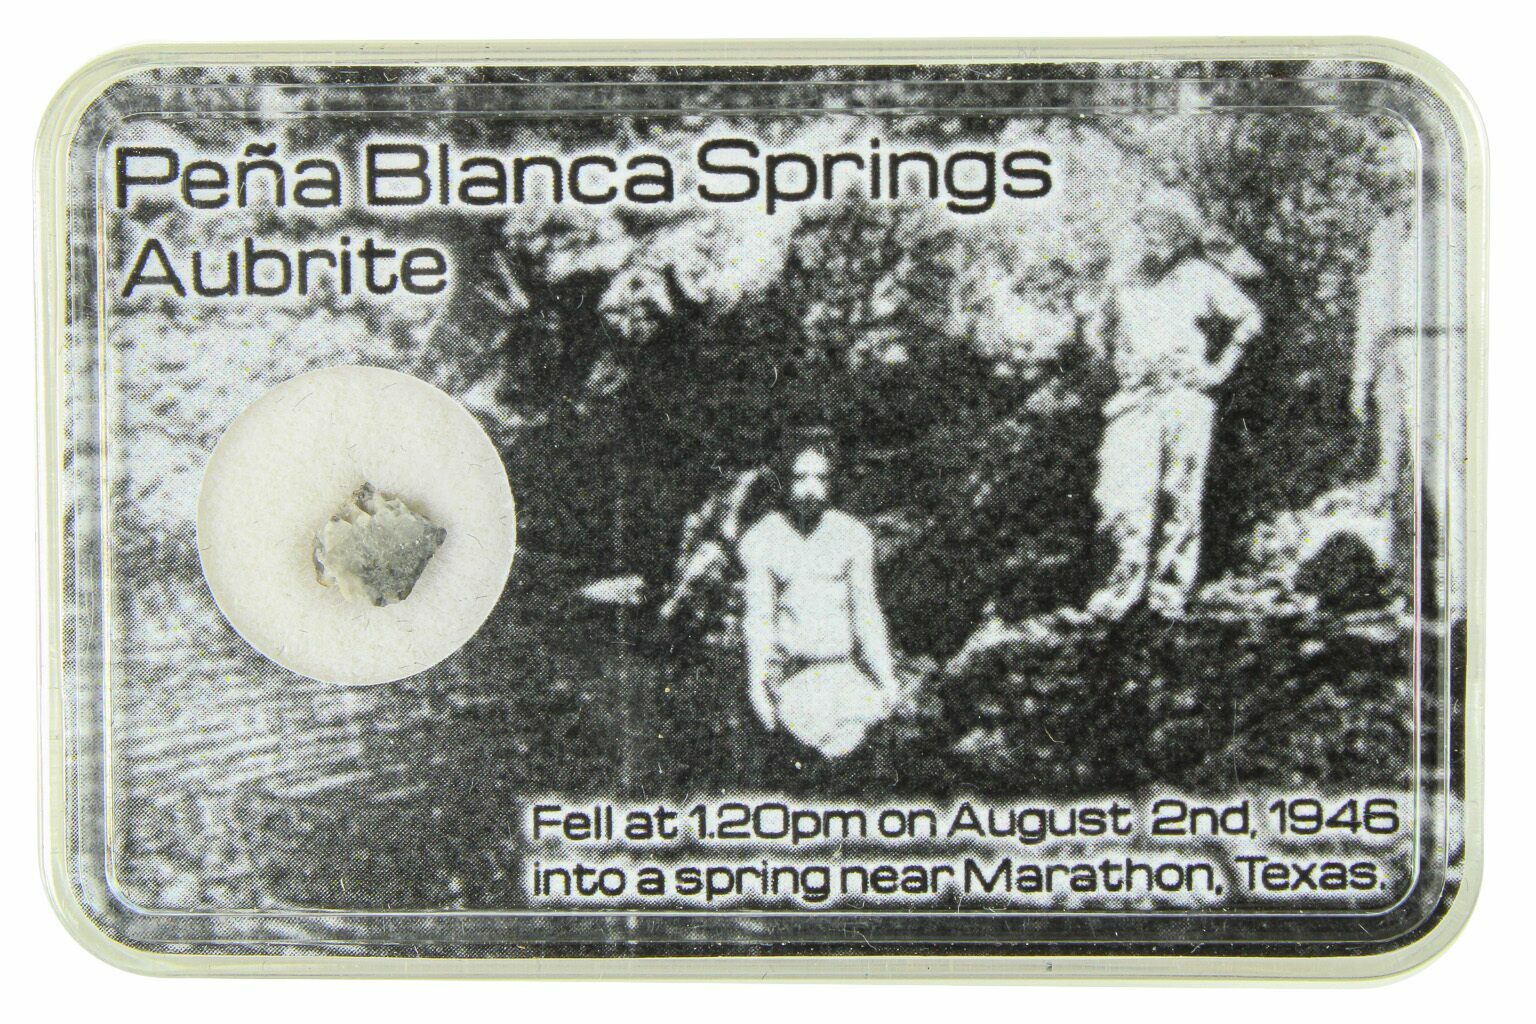 Peña Blanca Springs
Aubrite
Fell at 1.20pm on August 2nd, 1946
into a spring near Marathon, Texas.